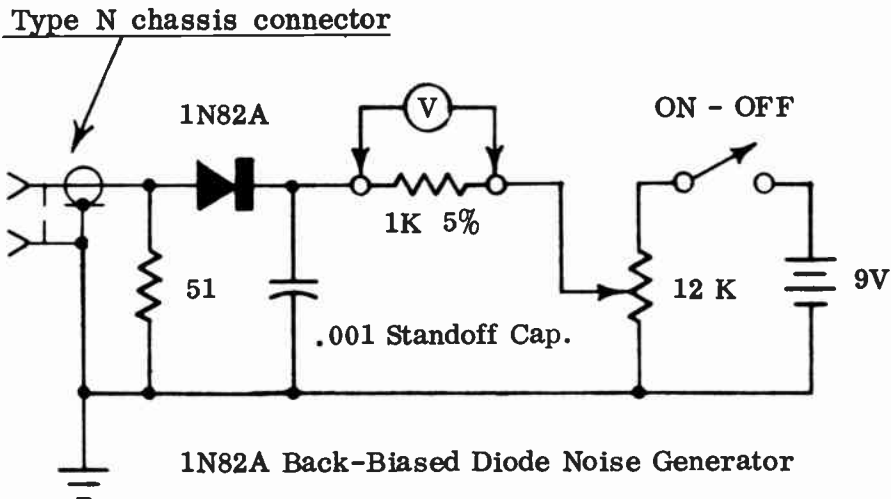 Type N chassis connector
1N82A
V
ON - OFF
1K 5%
51
12 K
9V
.001 Standoff Cap.
1N82A Back-Biased Diode Noise Generator